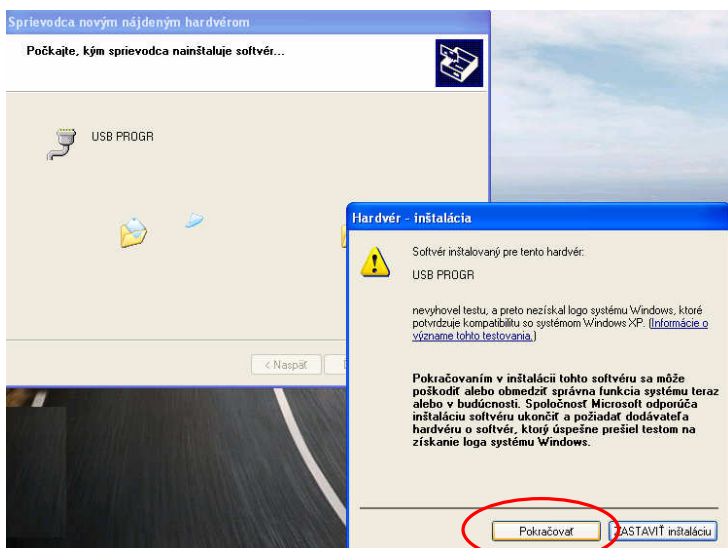 Sprievodca novým nájdeným hardvérom
Počkajte, kým sprievodca nainštaluje softvér...
USB PROGR
< Naspäť
Hardvér - inštalácia
Softvér inštalovaný pre tento hardvér:
USB PROGR
nevyhovel testu, a preto nezískal logo systému Windows, ktoré
potvrdzuje kompatibilitu so systémom Windows XP. (Informácie o
význame tohto testovania.)
Pokračovaním v inštalácii tohto softvéru sa môže
poškodiť alebo obmedziť správna funkcia systému teraz
alebo v budúcnosti. Spoločnosť Microsoft odporúča
inštaláciu softvéru ukončiť a požiadať dodávateľa
hardvéru o softvér, ktorý úspešne prešiel testom na
získanie loga systému Windows.
Pokračovať
ZASTAVIŤ inštaláciu